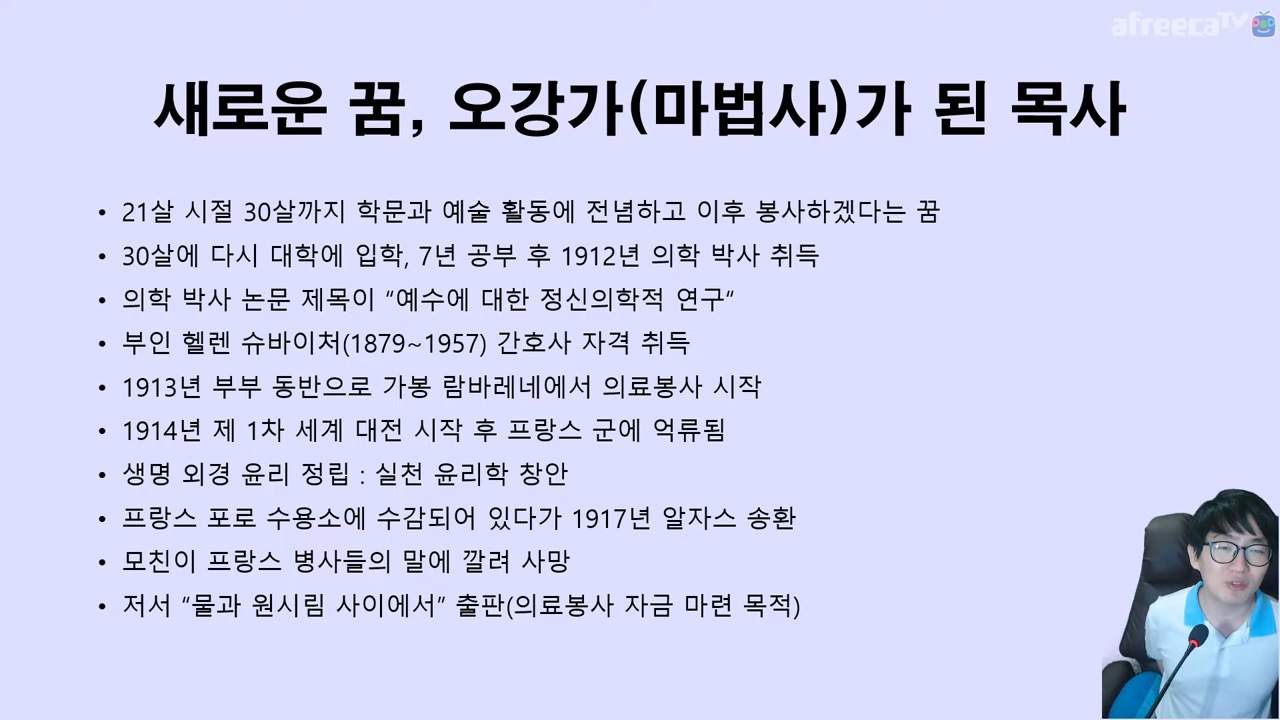 afreecaTV
새로운 꿈, 오강가(마법사)가 된 목사
• 21살 시절 30살까지 학문과 예술 활동에 전념하고 이후 봉사하겠다는 꿈
• 30살에 다시 대학에 입학, 7년 공부 후 1912년 의학 박사 취득
• 의학 박사 논문 제목이 “예수에 대한 정신의학적 연구“
• 부인 헬렌 슈바이처(1879~1957) 간호사 자격 취득
• 1913년 부부 동반으로 가봉 람바레네에서 의료봉사 시작
• 1914년 제 1차 세계 대전 시작 후 프랑스 군에 억류됨
• 생명 외경 윤리 정립 : 실천 윤리학 창안
• 프랑스 포로 수용소에 수감되어 있다가 1917년 알자스 송환
• 모친이 프랑스 병사들의 말에 깔려 사망
• 저서 “물과 원시림 사이에서” 출판(의료봉사 자금 마련 목적)